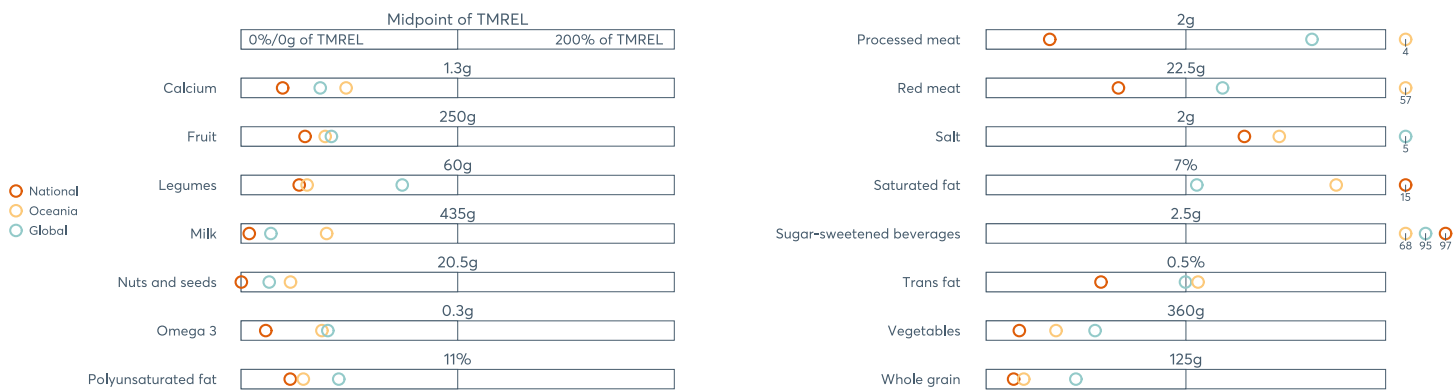 Midpoint of TMREL
0%/0g of TMREL
200% of TMREL
1.3g
Calcium
250g
Fruit
60g
Legumes
435g
Milk
20.5g
Nuts and seeds
0.3g
Omega 3
11%
Polyunsaturated fat
National
Oceania
Global
2g
Processed meat
4
22.5g
Red meat
57
2g
Salt
5
7%
Saturated fat
15
2.5g
Sugar-sweetened beverages
68 95 97
0.5%
Trans fat
360g
Vegetables
125g
Whole grain